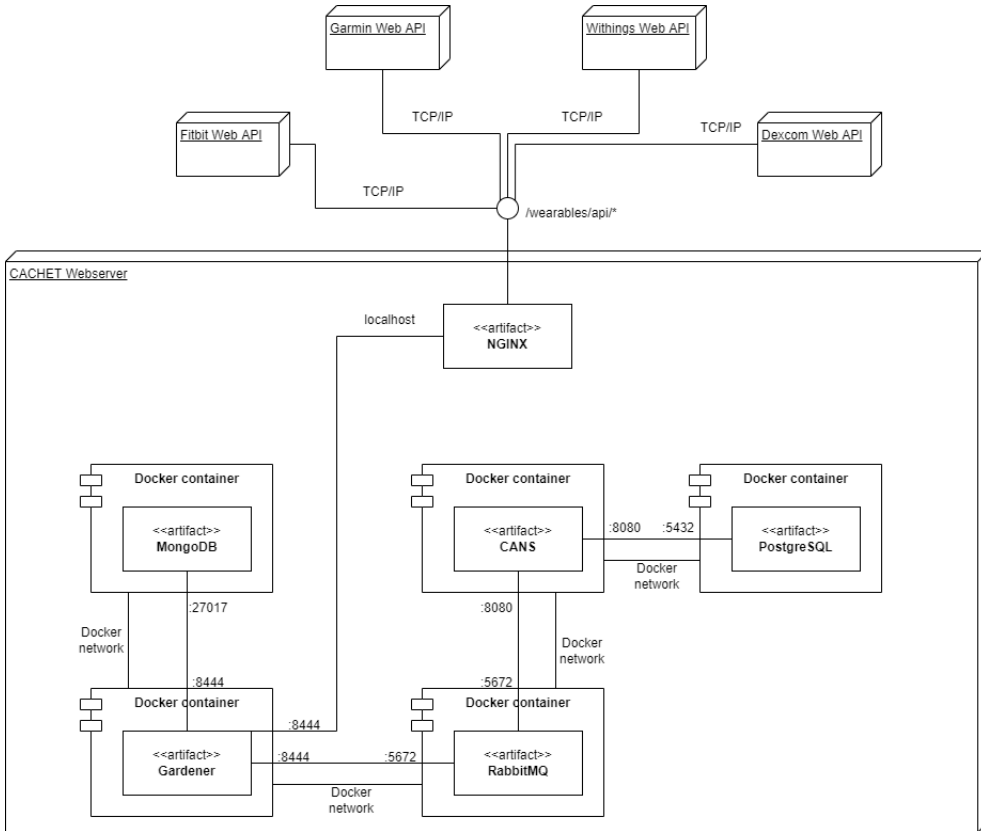 Garmin Web API
Withings Web API
TCP/IP
TCP/IP
TCP/IP
Fitbit Web API
Dexcom Web API
TCP/IP
/wearables/api/*
CACHET Webserver
localhost
<<artifact>>
NGINX
Docker container
Docker container
Docker container
<<artifact>>
MongoDB
<<artifact>>
CANS
:8080
:5432
<<artifact>>
PostgreSQL
Docker
network
:27017
:8080
Docker
network
Docker
network
:8444
:5672
Docker container
Docker container
:8444
<<artifact>>
Gardener
:8444
:5672
<<artifact>>
RabbitMQ
Docker
network